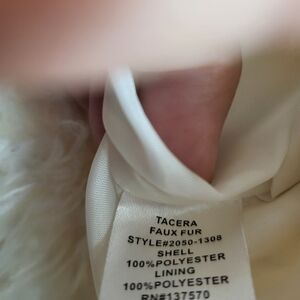 TACERA
FAUX FUR
STYLE#2050-1308
SHELL
100%POLYESTER
LINING
100%POLYESTER
RN#137570